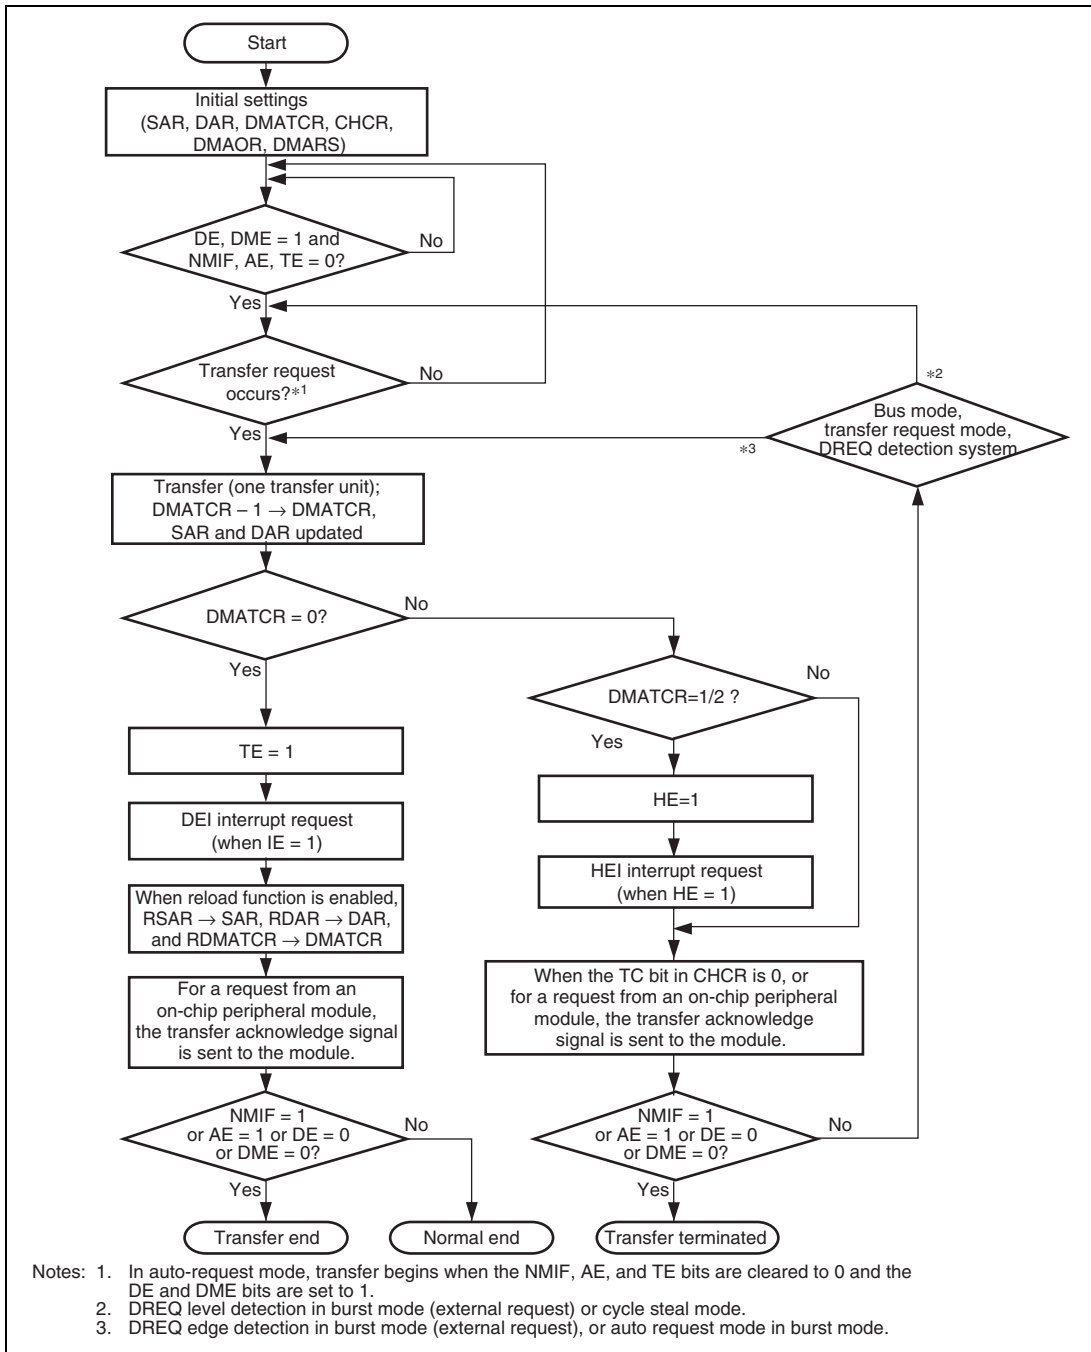 Start
Initial settings
(SAR, DAR, DMATCR, CHCR,
DMAOR, DMARS)
DE, DME = 1 and
NMIF, AE, TE = 0?
No
Yes
Transfer request
occurs?*1
No
Yes
*2
Bus mode,
transfer request mode,
DREQ detection system
*3
Transfer (one transfer unit);
DMATCR – 1 → DMATCR,
SAR and DAR updated
DMATCR = 0?
No
Yes
DMATCR=1/2 ?
No
Yes
TE = 1
HE=1
DEI interrupt request
(when IE = 1)
HEI interrupt request
(when HE = 1)
When reload function is enabled,
RSAR → SAR, RDAR → DAR,
and RDMATCR → DMATCR
For a request from an
on-chip peripheral module,
the transfer acknowledge signal
is sent to the module.
When the TC bit in CHCR is 0, or
for a request from an on-chip peripheral
module, the transfer acknowledge
signal is sent to the module.
NMIF = 1
or AE = 1 or DE = 0
or DME = 0?
No
Yes
NMIF = 1
or AE = 1 or DE = 0
or DME = 0?
No
Yes
Transfer end
Normal end
Transfer terminated
Notes: 1. In auto-request mode, transfer begins when the NMIF, AE, and TE bits are cleared to 0 and the
DE and DME bits are set to 1.
2. DREQ level detection in burst mode (external request) or cycle steal mode.
3. DREQ edge detection in burst mode (external request), or auto request mode in burst mode.